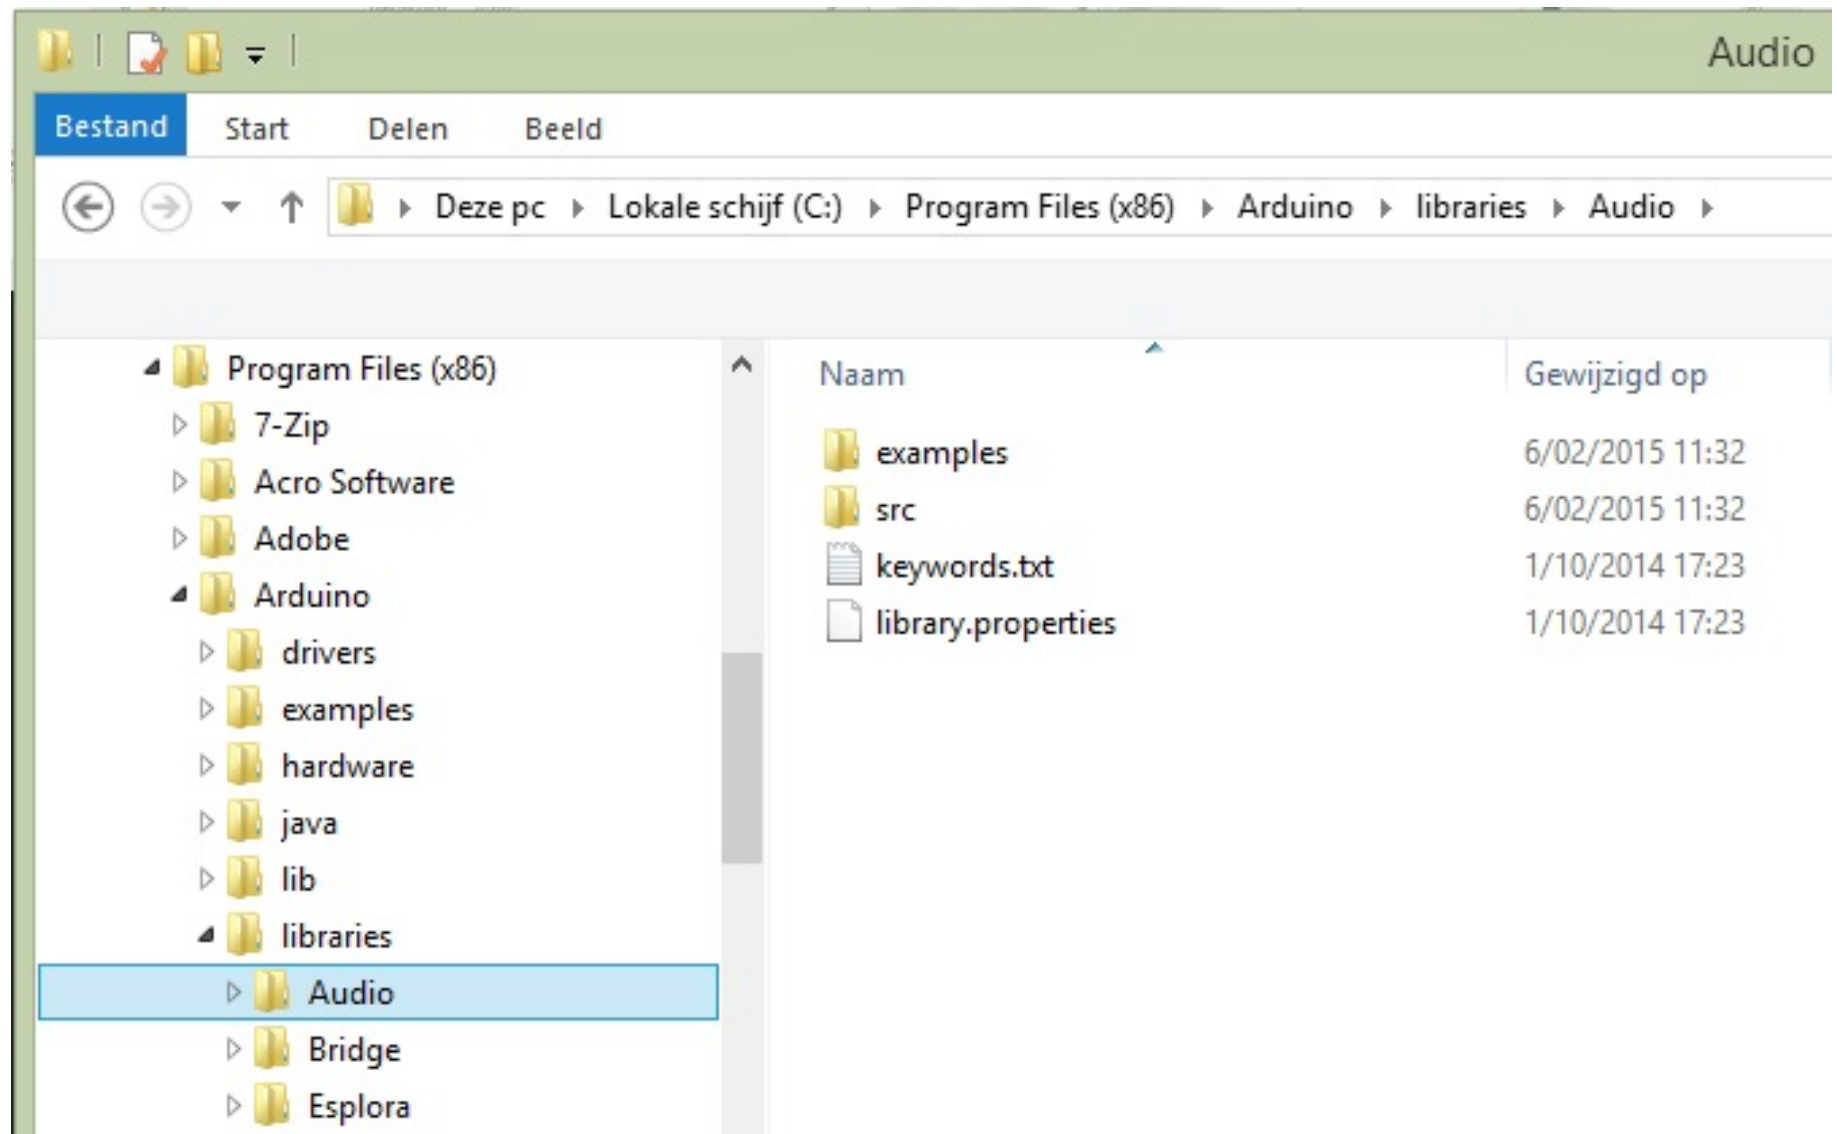 Audio
Bestand Start Delen Beeld
Deze pc Lokale schijf (C:) Program Files (x86) Arduino libraries Audio
Program Files (x86)
7-Zip
Acro Software
Adobe
Arduino
drivers
examples
hardware
java
lib
libraries
Audio
Bridge
Esplora
Naam Gewijzigd op
examples 6/02/2015 11:32
src 6/02/2015 11:32
keywords.txt 1/10/2014 17:23
library.properties 1/10/2014 17:23